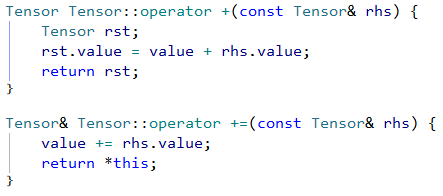 Tensor Tensor::operator +(const Tensor& rhs) {
    Tensor rst;
    rst.value = value + rhs.value;
    return rst;
}

Tensor& Tensor::operator +=(const Tensor& rhs) {
    value += rhs.value;
    return *this;
}